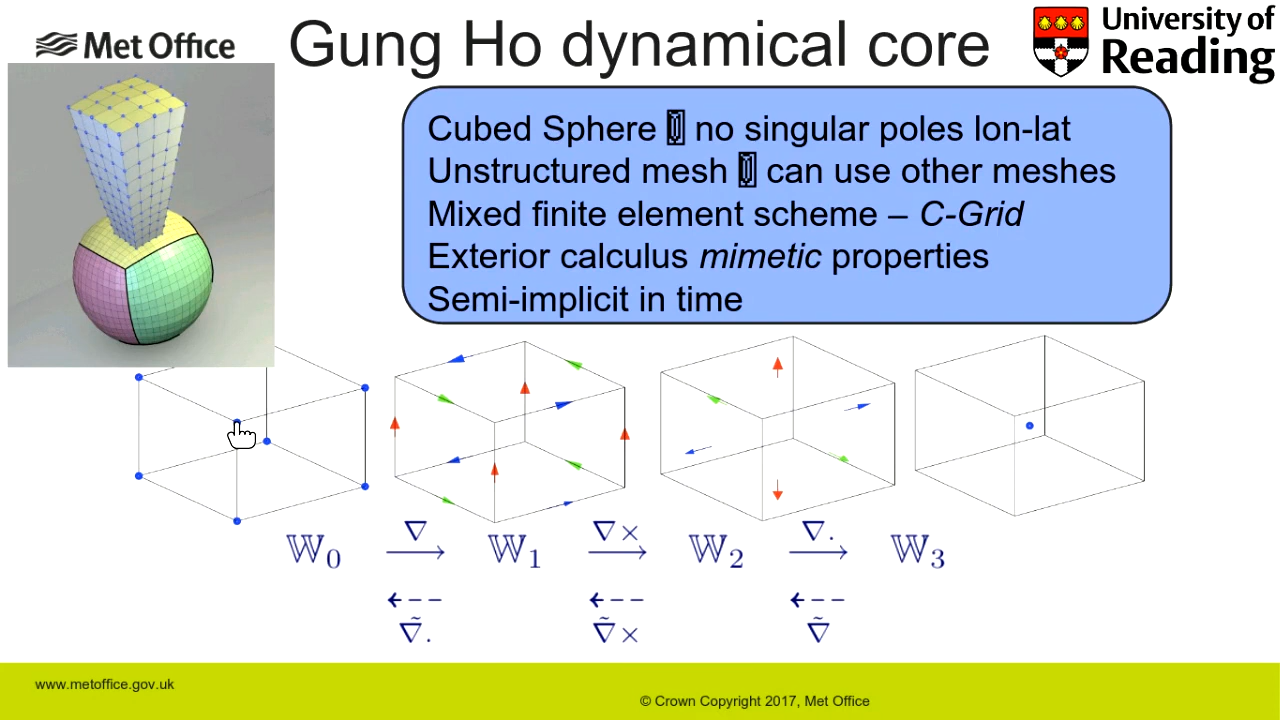 Met Office
Gung Ho dynamical core
University of
Reading
Cubed Sphere no singular poles lon-lat
Unstructured mesh can use other meshes
Mixed finite element scheme – C-Grid
Exterior calculus mimetic properties
Semi-implicit in time
𝕎₀ ∇ → 𝕎₁ ∇× → 𝕎₂ ∇. → 𝕎₃
⇠ ⇠ ⇠
∇̃. ∇̃× ∇̃
www.metoffice.gov.uk
© Crown Copyright 2017, Met Office